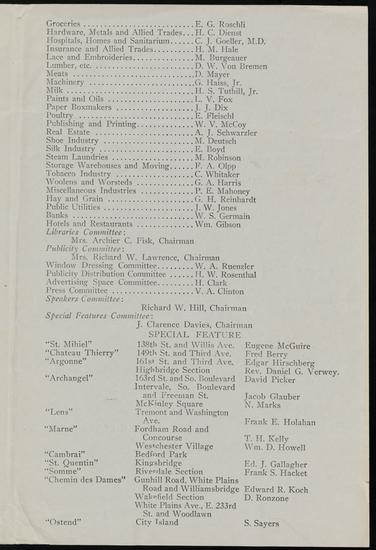 Groceries ........................ E. G. Roschli
Hardware, Metals and Allied Trades... H. C. Dienst
Hospitals, Homes and Sanitarium...... C. J. Goeller, M.D.
Insurance and Allied Trades......... H. M. Hale
Lace and Embroideries.............. M. Burgeauer
Lumber, etc. ...................... D. W. Von Bremen
Meats ............................ D. Mayer
Machinery ........................ G. Haiss, Jr.
Milk ............................. H. S. Tuthill, Jr.
Paints and Oils ................... L. V. Fox
Paper Boxmakers .................. J. J. Dix
Poultry .......................... E. Fleischl
Publishing and Printing............. W. V. McCoy
Real Estate ....................... A. J. Schwarzler
Shoe Industry ..................... M. Deutsch
Silk Industry ...................... E. Boyd
Steam Laundries ................... M. Robinson
Storage Warehouses and Moving...... F. A. Olpp
Tobacco Industry .................. C. Whitaker
Woolens and Worsteds ............. G. A. Harris
Miscellaneous Industries ............ P. E. Mahoney
Hay and Grain .................... G. H. Reinhardt
Public Utilities .................... J. W. Jones
Banks ............................ W. S. Germain
Hotels and Restaurants ............. Wm. Gibson
Libraries Committee:
Mrs. Archier C. Fisk, Chairman
Publicity Committee:
Mrs. Richard W. Lawrence, Chairman
Window Dressing Committee......... W. A. Ruenzler
Publicity Distribution Committee ..... H. W. Rosenthal
Advertising Space Committee......... H. Clark
Press Committee .................. V. A. Clinton
Speakers Committee:
Richard W. Hill, Chairman
Special Features Committee:
J. Clarence Davies, Chairman
SPECIAL FEATURE
"St. Mihiel" 138th St. and Willis Ave. Eugene McGuire
"Chateau Thierry" 149th St. and Third Ave. Fred Berry
"Argonne" 161st St. and Third Ave. Edgar Hirschberg
Highbridge Section Rev. Daniel G. Verwey.
"Archangel" 163rd St. and So. Boulevard David Picker
Intervale, So. Boulevard
and Freeman St. Jacob Glauber
McKinley Square N. Marks
"Lens" Tremont and Washington
Ave. Frank E. Holahan
"Marne" Fordham Road and
Concourse T. H. Kelly
Westchester Village Wm. D. Howell
"Cambrai" Bedford Park
"St. Quentin" Kingsbridge Ed. J. Gallagher
"Somme" Riverdale Section Frank S. Hacket
"Chemin des Dames" Gunhill Road, White Plains
Road and Williamsbridge Edward R. Koch
Wakefield Section D. Ronzone
White Plains Ave., E. 233rd
St. and Woodlawn
"Ostend" City Island S. Sayers